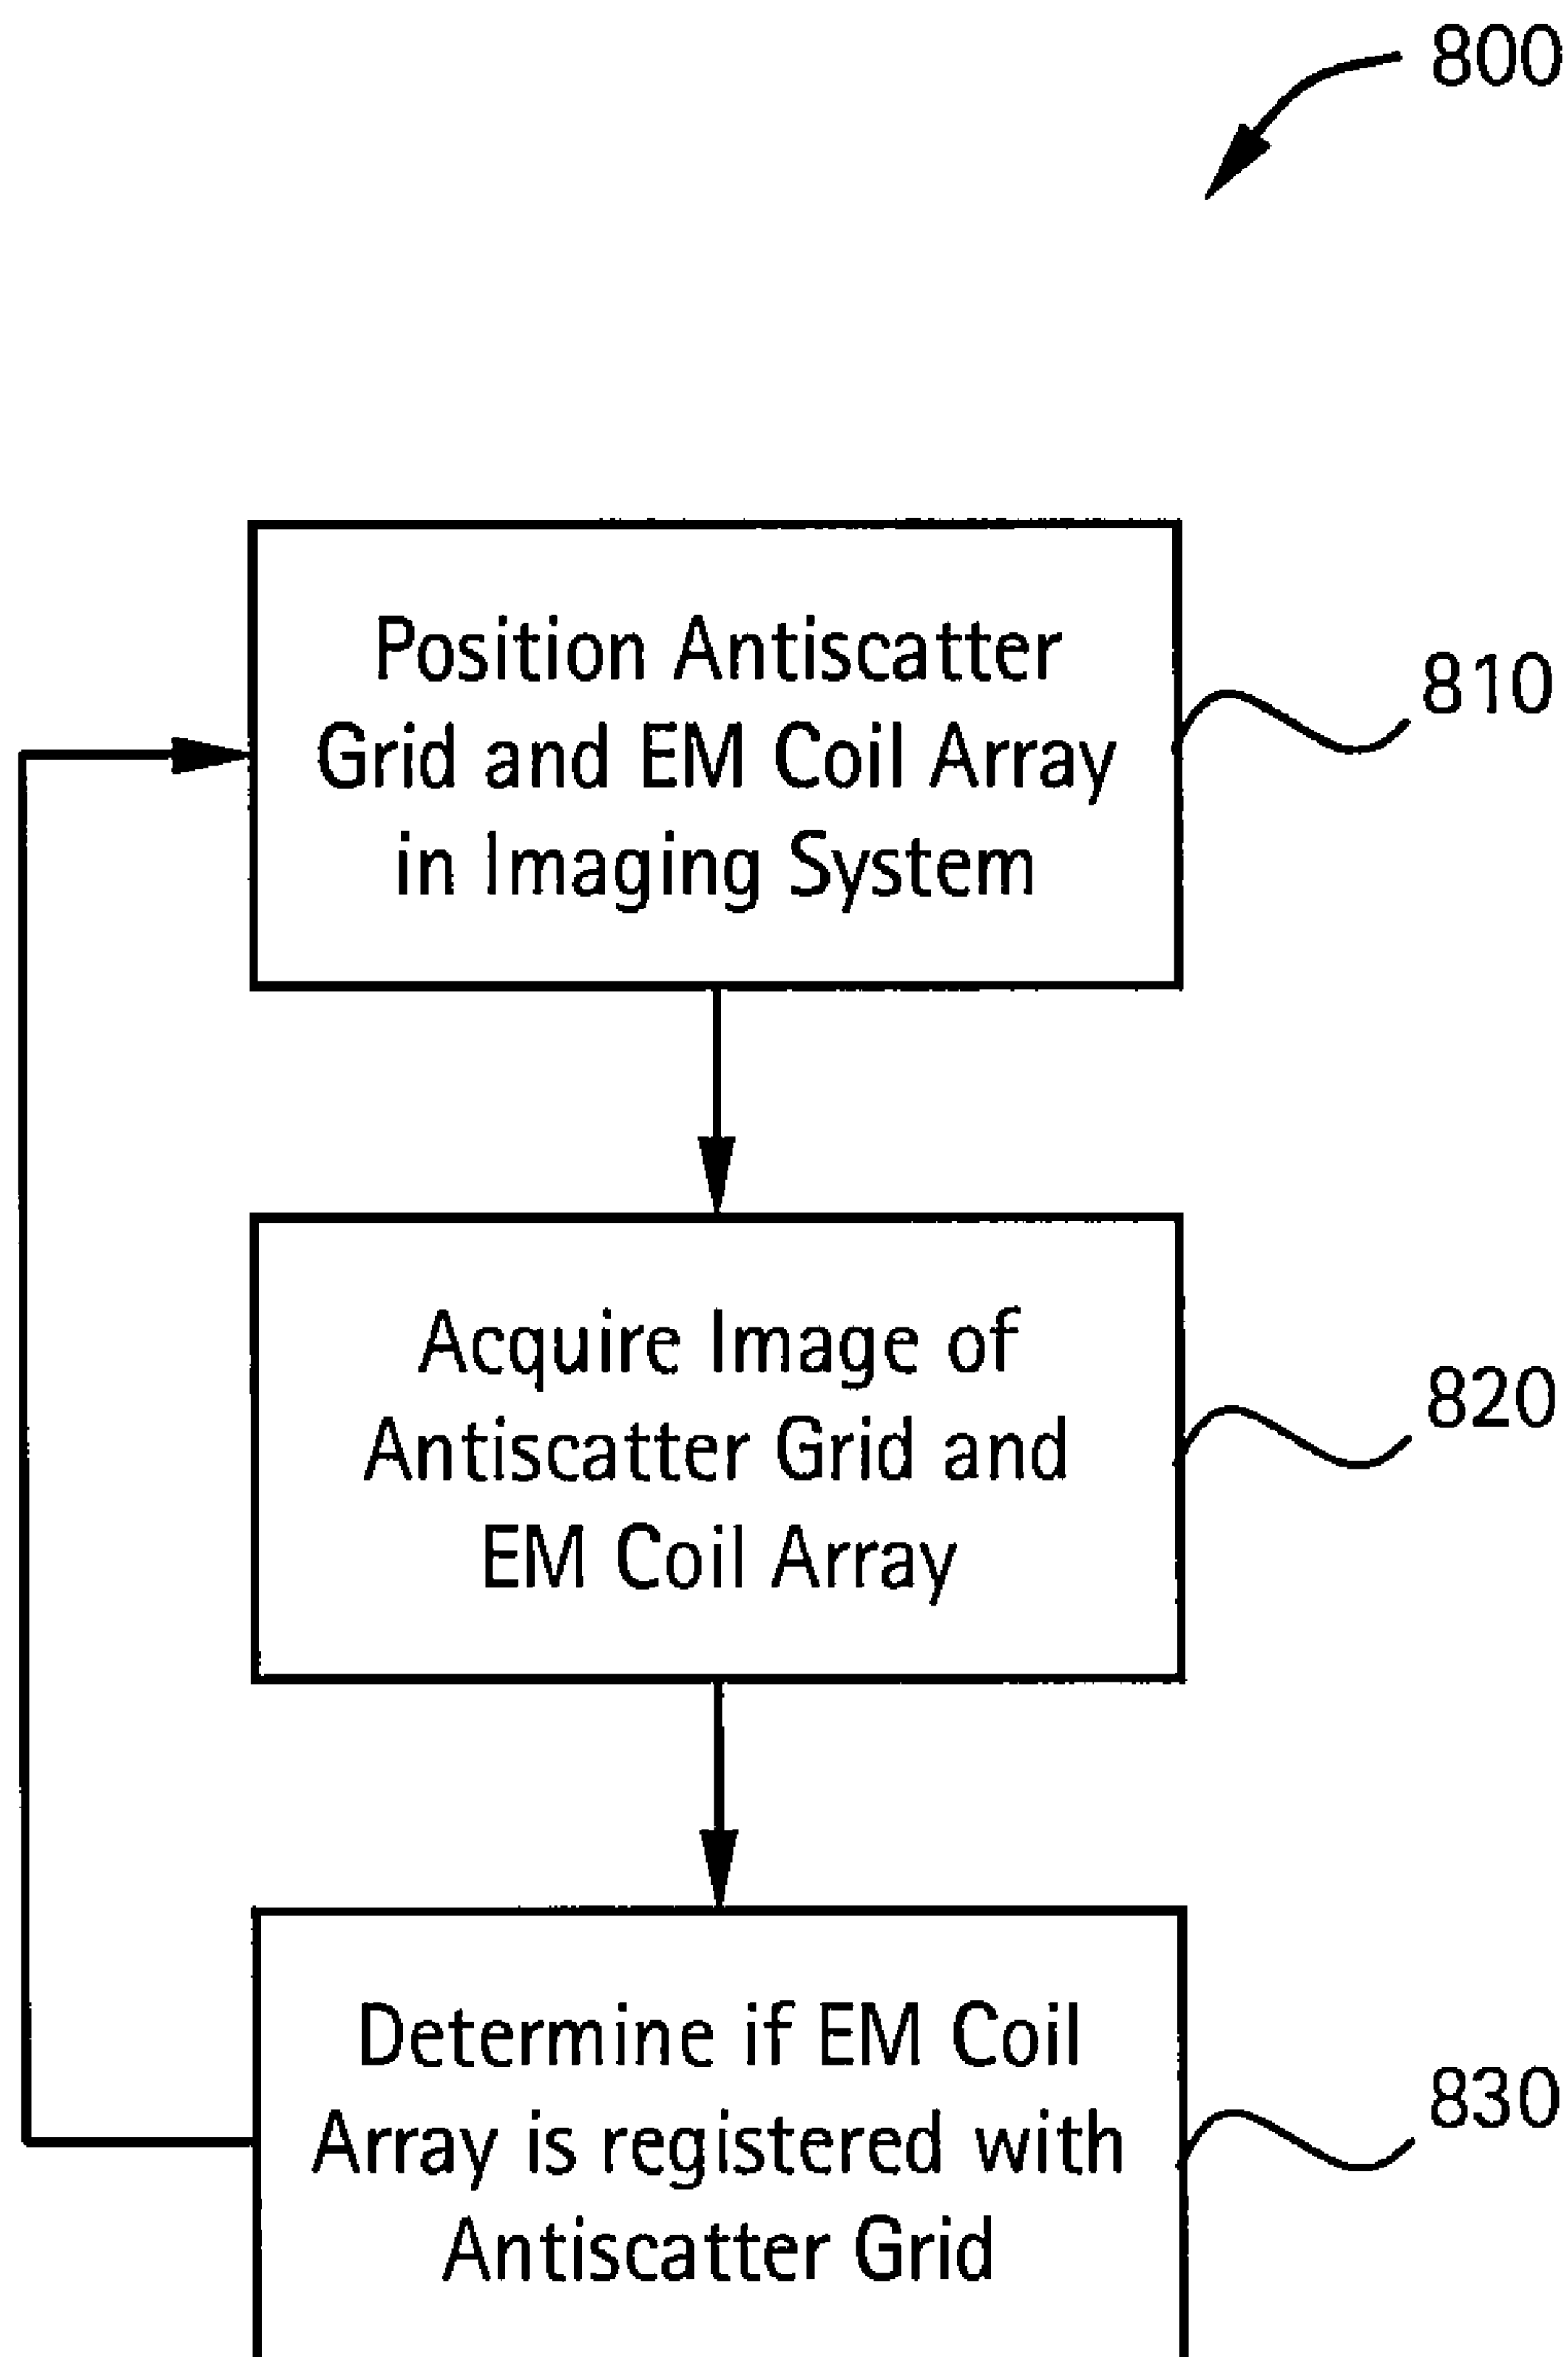 800
Position Antiscatter
Grid and EM Coil Array
in Imaging System
810
Acquire Image of
Antiscatter Grid and
EM Coil Array
820
Determine if EM Coil
Array is registered with
Antiscatter Grid
830